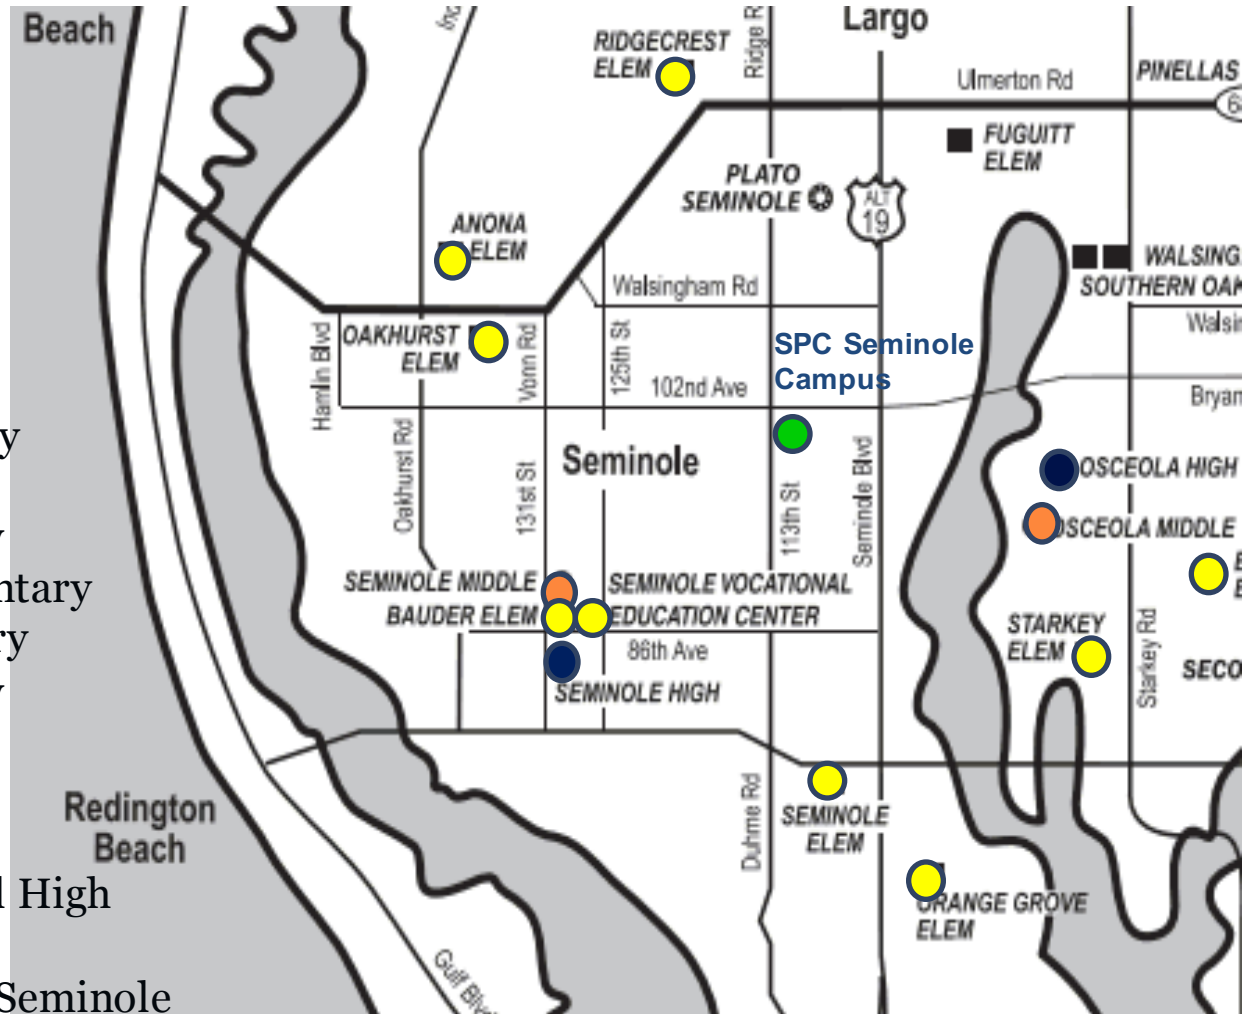 Beach
Largo
RIDGECREST
ELEM
Ridge R
Ulmerton Rd
PINELLAS
FUGUITT
ELEM
PLATO
SEMINOLE
ALT
19
ANONA
ELEM
WALSING
SOUTHERN OAK
Walsingham Rd
Walsin
OAKHURST
ELEM
Hamlin Blvd
Vonn Rd
125th St
SPC Seminole
Campus
102nd Ave
Bryan
y
Oakhurst Rd
131st St
Seminole
113th St
Seminole Blvd
OSCEOLA HIGH
OSCEOLA MIDDLE
ntary
SEMINOLE MIDDLE
SEMINOLE VOCATIONAL
BAUDER ELEM
EDUCATION CENTER
ry
86th Ave
STARKEY
ELEM
Starkey Rd
SECO
y
SEMINOLE HIGH
Redington
Beach
Duhme Rd
SEMINOLE
ELEM
High
ORANGE GROVE
ELEM
Gulf Blv
Seminole